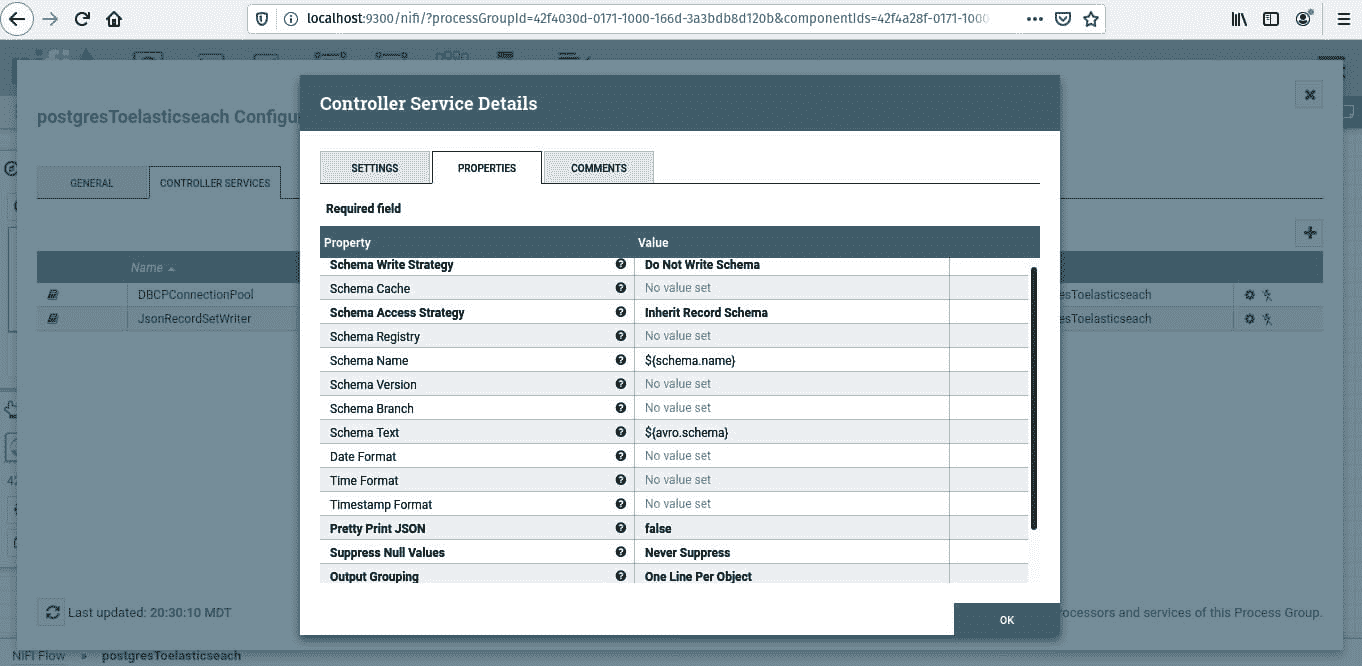 localhost:9300/nifi/?processGroupId=42f4030d-0171-1000-166d-3a3bdb8d120b&componentIds=42f4a28f-0171-1000
postgresToelasticseach Configu
GENERAL
CONTROLLER SERVICES
Name
DBCPConnectionPool
esToelasticseach
JsonRecordSetWriter
esToelasticseach
Controller Service Details
SETTINGS
PROPERTIES
COMMENTS
Required field
Property Value
Schema Write Strategy Do Not Write Schema
Schema Cache No value set
Schema Access Strategy Inherit Record Schema
Schema Registry No value set
Schema Name ${schema.name}
Schema Version No value set
Schema Branch No value set
Schema Text ${avro.schema}
Date Format No value set
Time Format No value set
Timestamp Format No value set
Pretty Print JSON false
Suppress Null Values Never Suppress
Output Grouping One Line Per Object
OK
Last updated: 20:30:10 MDT
rocessors and services of this Process Group.
NiFi Flow » postgresToelasticseach